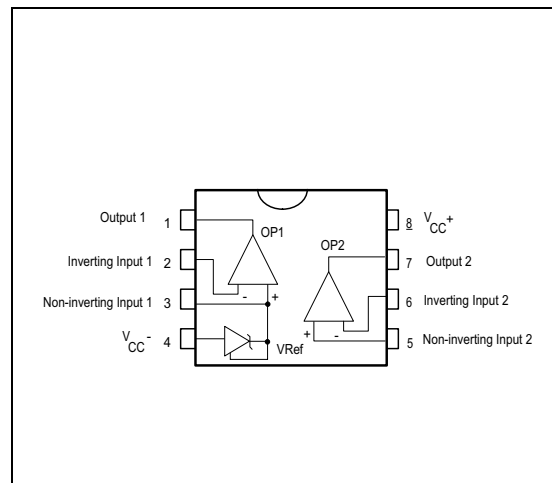 Output 1 1
Inverting Input 1 2
Non-inverting Input 1 3
VCC- 4
OP1
- +
VRef
OP2
+ -
8 VCC+
7 Output 2
6 Inverting Input 2
5 Non-inverting Input 2